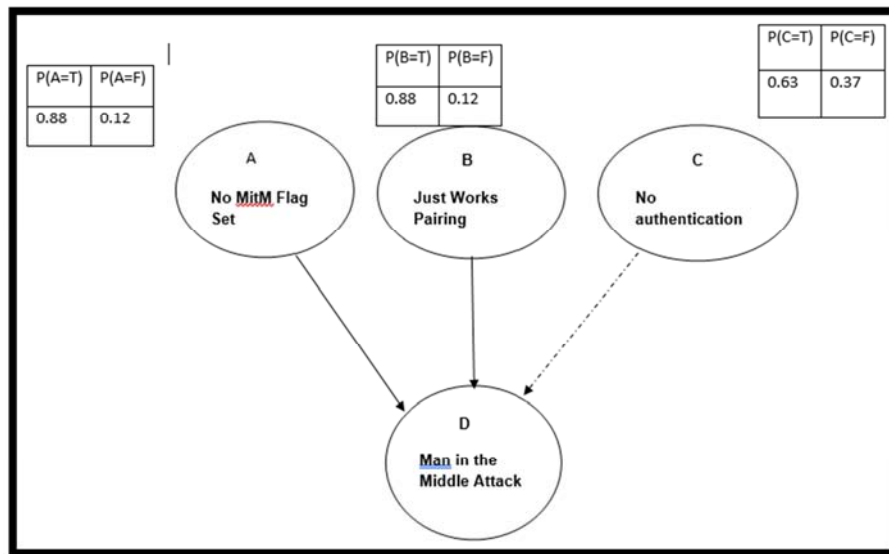 P(A=T) P(A=F)
0.88 0.12
P(B=T) P(B=F)
0.88 0.12
P(C=T) P(C=F)
0.63 0.37
A
No MitM Flag
Set
B
Just Works
Pairing
C
No
authentication
D
Man in the
Middle Attack